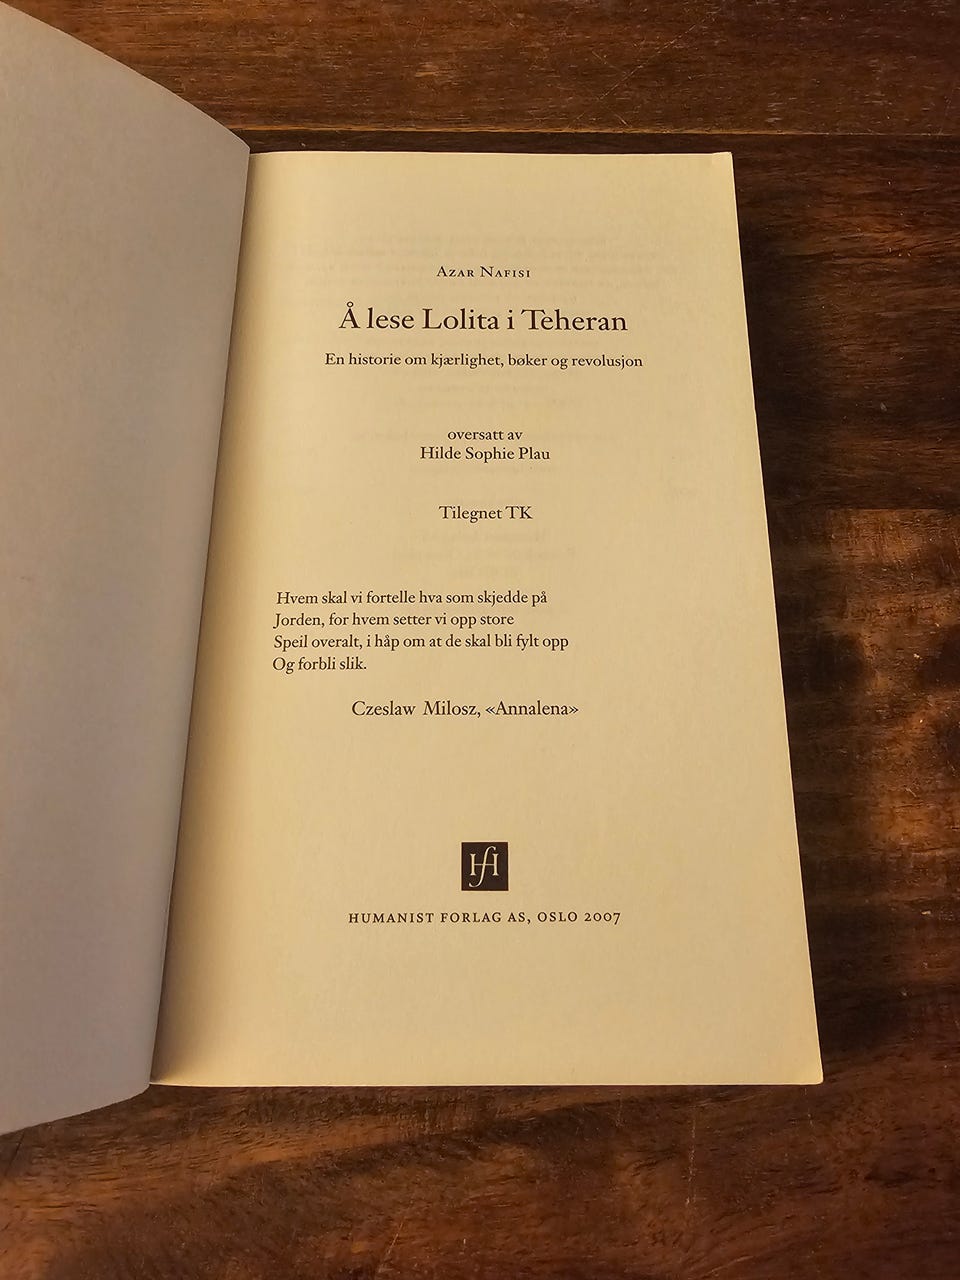 Azar Nafisi
Å lese Lolita i Teheran
En historie om kjærlighet, bøker og revolusjon
oversatt av
Hilde Sophie Plau
Tilegnet TK
Hvem skal vi fortelle hva som skjedde på
Jorden, for hvem setter vi opp store
Speil overalt, i håp om at de skal bli fylt opp
Og forbli slik.
Czeslaw Milosz, «Annalena»
HfH
HUMANIST FORLAG AS, OSLO 2007